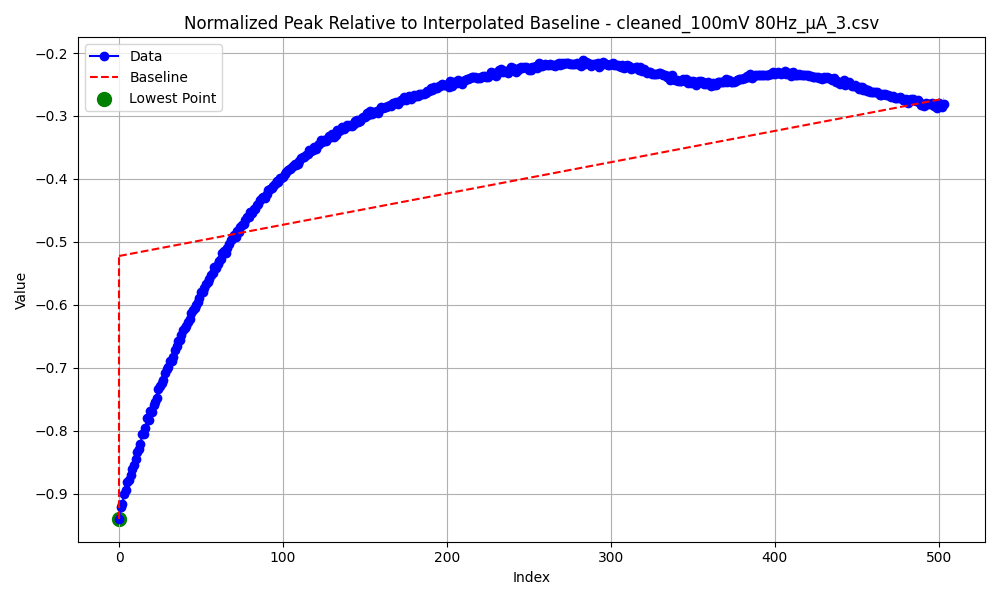 Normalized Peak Relative to Interpolated Baseline - cleaned_100mV 80Hz_μA_3.csv
Data
Baseline
Lowest Point
−0.2
−0.3
−0.4
−0.5
−0.6
−0.7
−0.8
−0.9
Value
0
100
200
300
400
500
Index